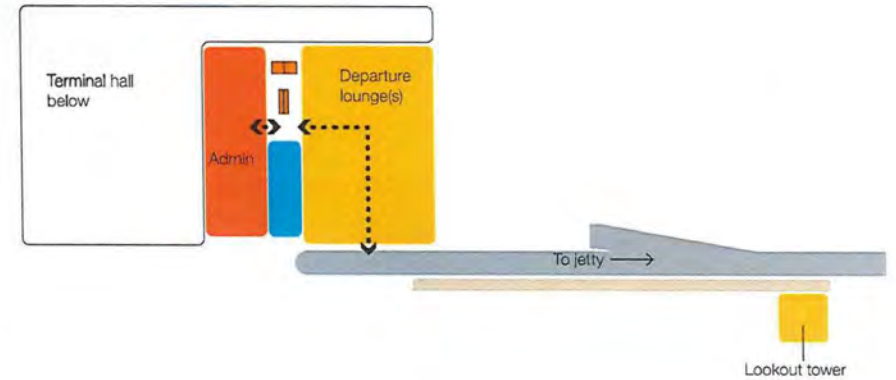 Terminal hall
below
Departure
lounge(s)
Admin
To jetty
Lookout tower